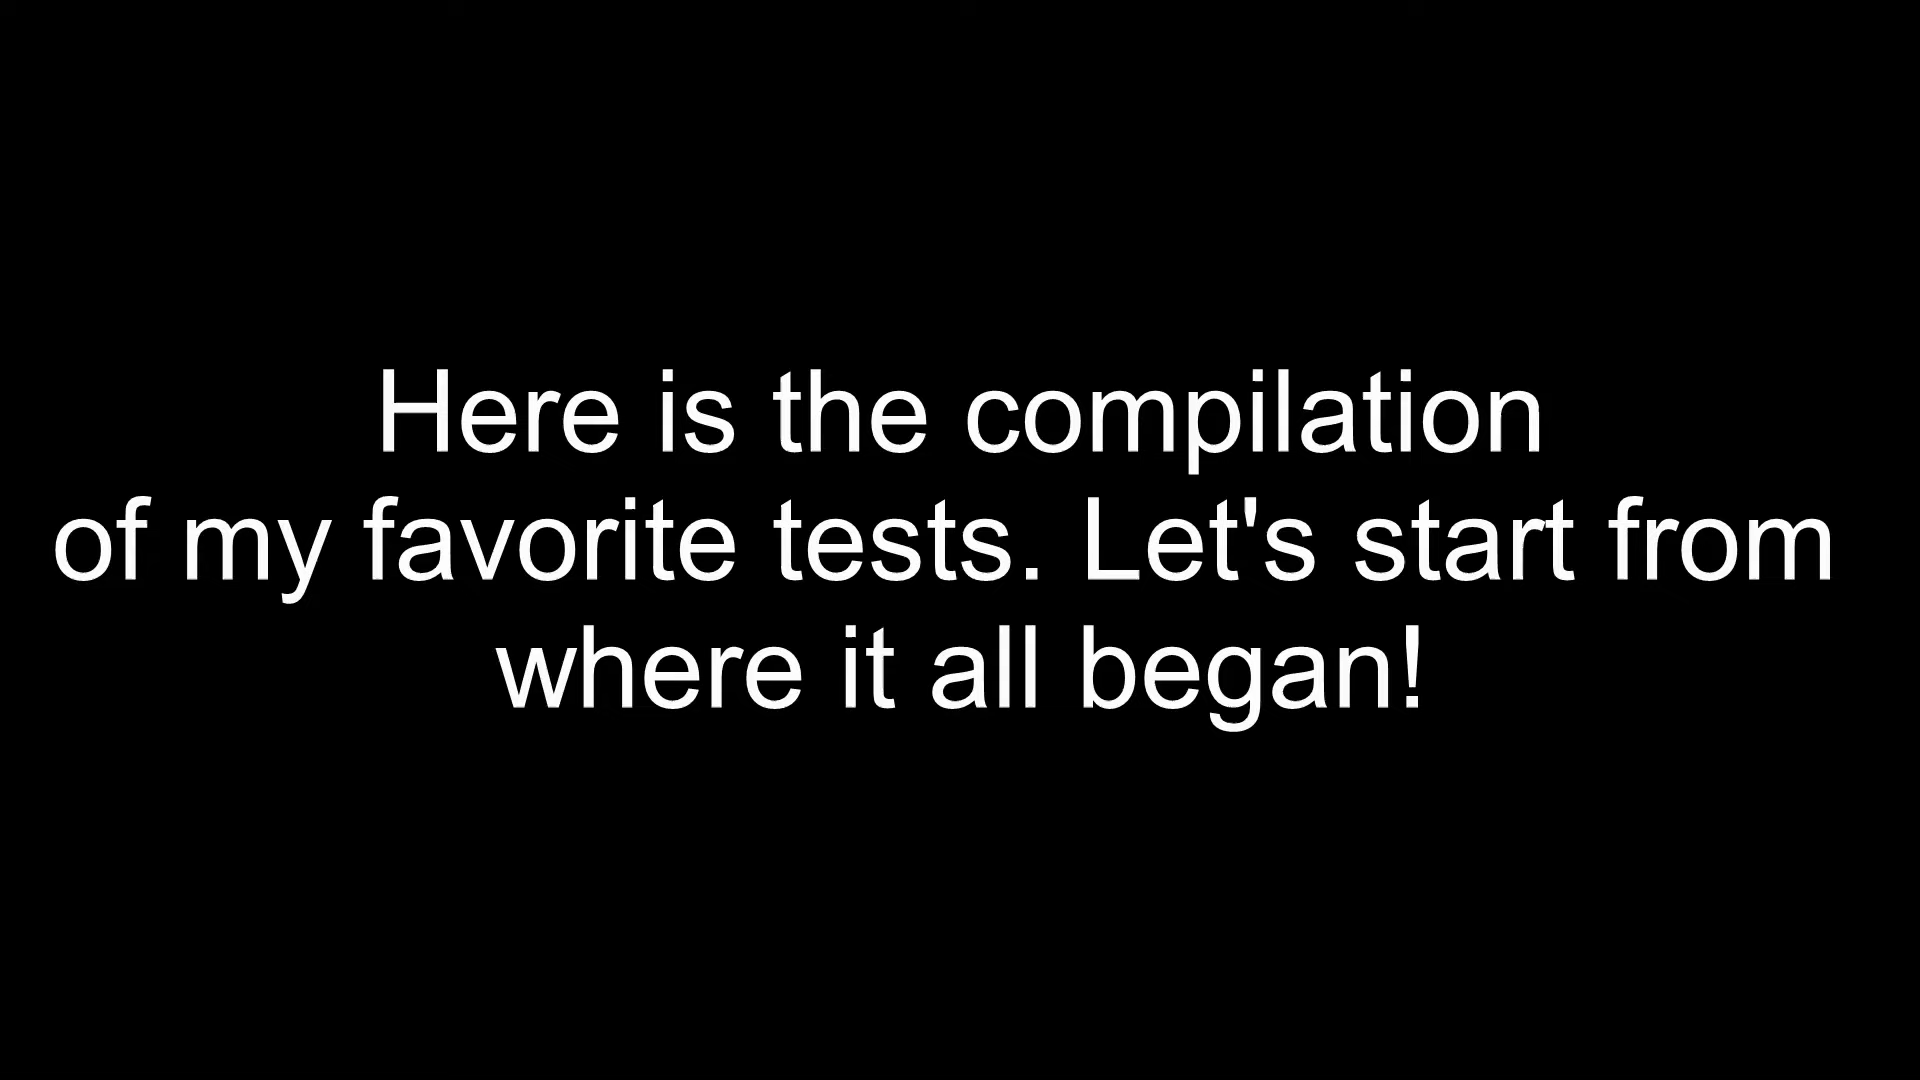 Here is the compilation
of my favorite tests. Let's start from
where it all began!